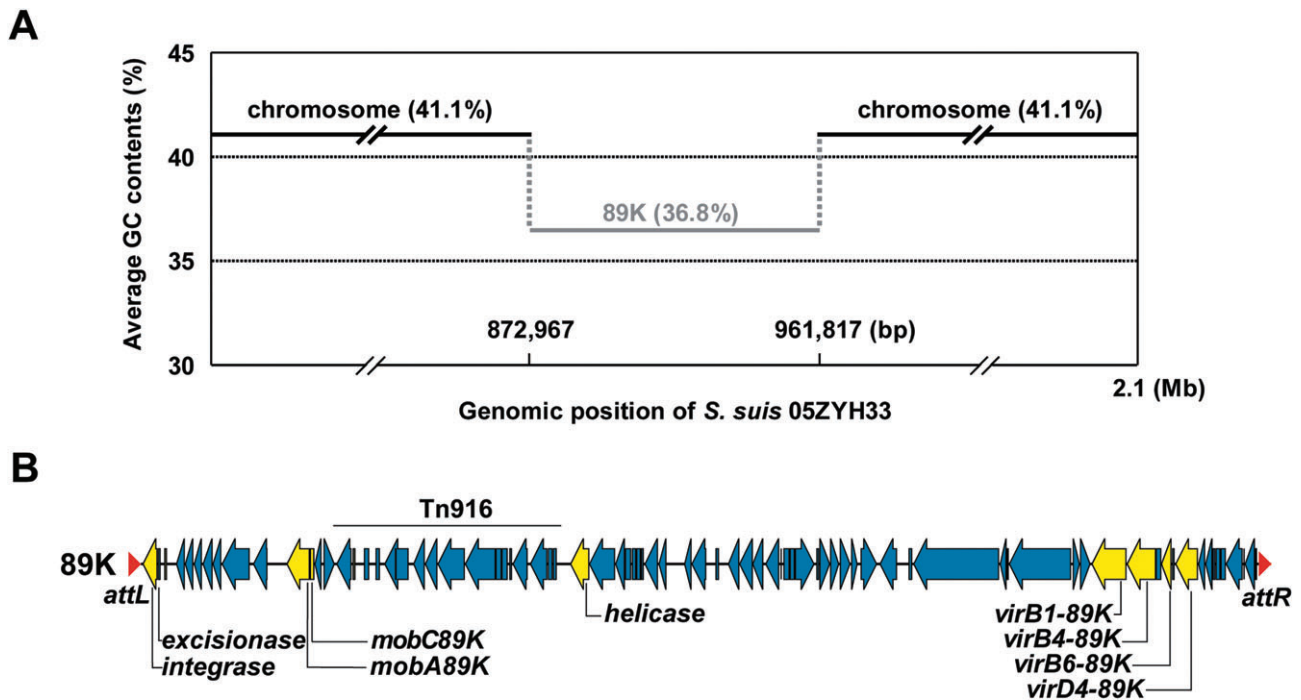 A
Average GC contents (%)
45
40
35
30
chromosome (41.1%)
chromosome (41.1%)
89K (36.8%)
872,967
961,817 (bp)
2.1 (Mb)
Genomic position of S. suis 05ZYH33
B
Tn916
89K
attL
attR
excisionase
integrase
mobC89K
mobA89K
helicase
virB1-89K
virB4-89K
virB6-89K
virD4-89K